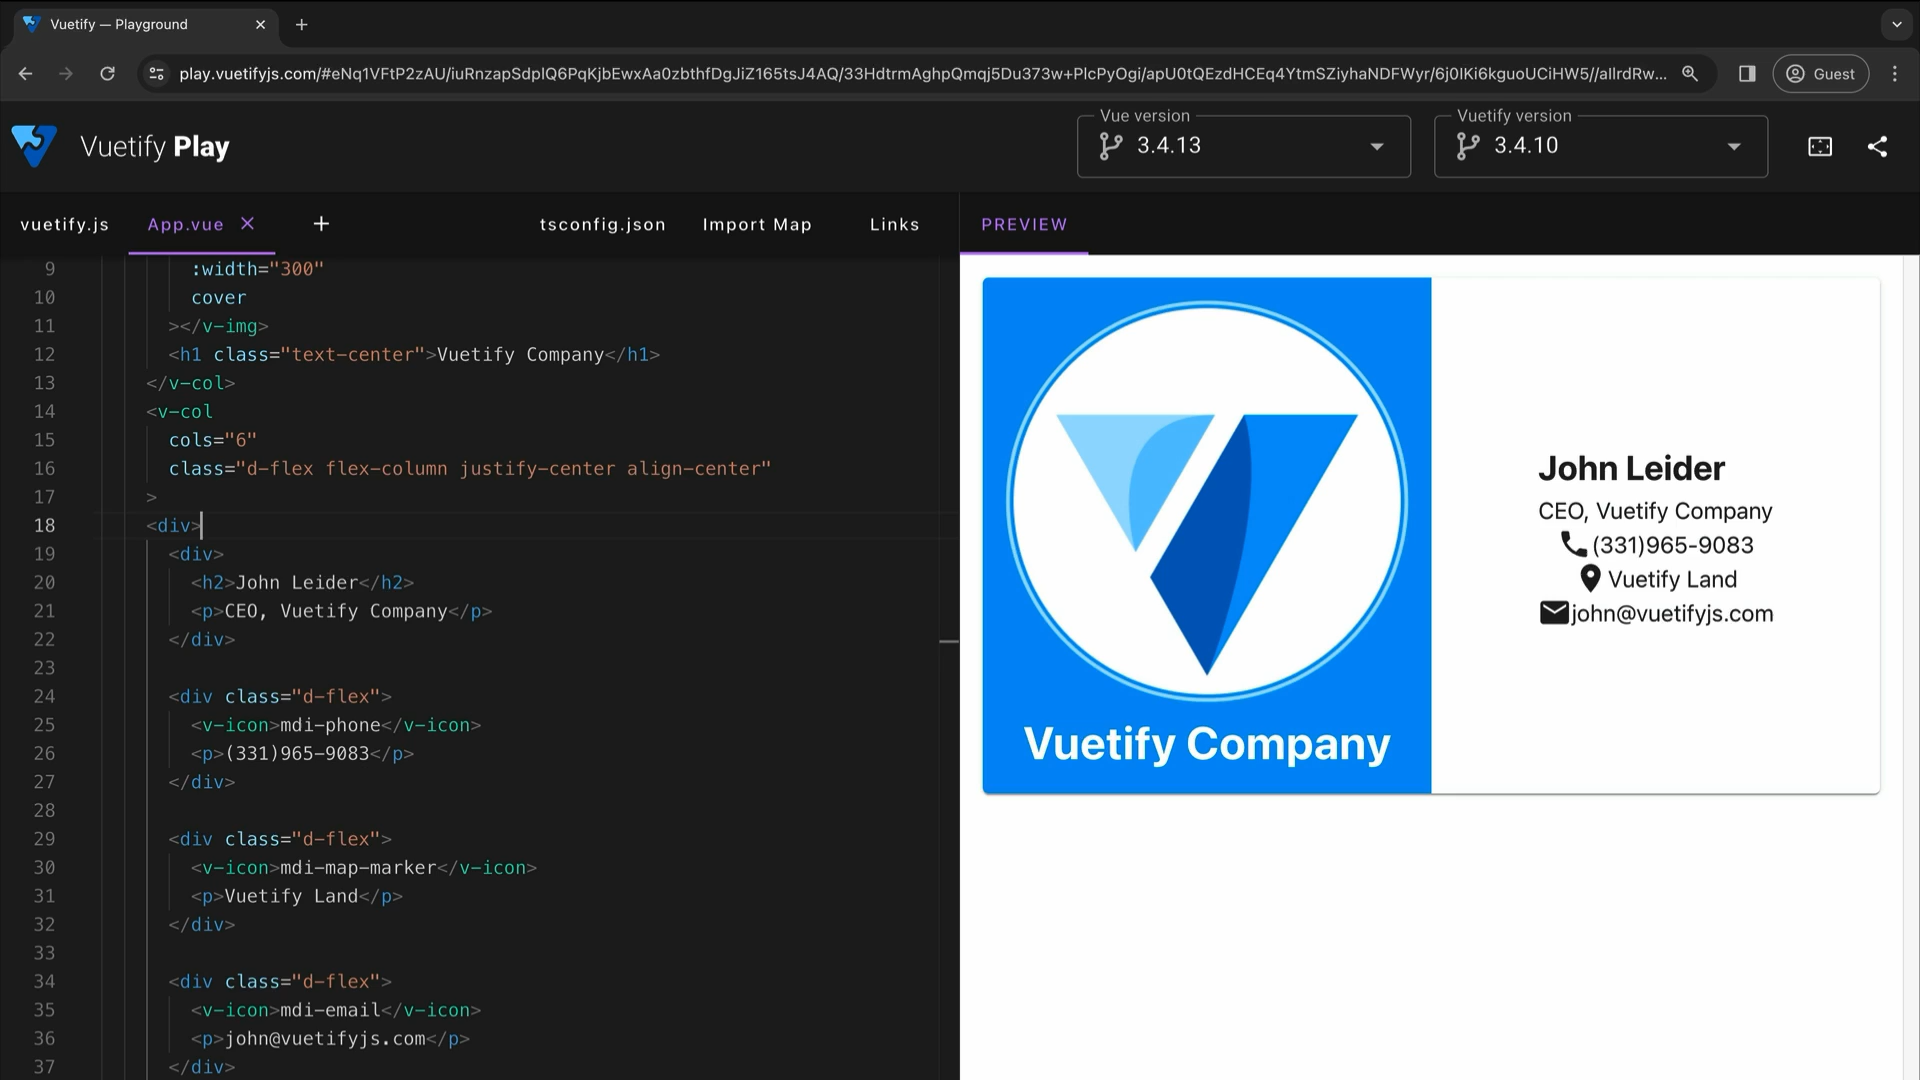 Vuetify — Playground
play.vuetifyjs.com/#eNq1VFtP2zAU/iuRnzapSdplQ6PqKjbEwxAa0zbthfDgJiZ165tsJ4AQ/33HdtrmAghpQmqj5Du373w+PlcPyOgi/apU0tQEzdHCEq4YtmSZiyhaNDFWyr/6j0lKi6kguoUCiHW5//allrdRw...
Guest
Vuetify Play
Vue version
3.4.13
Vuetify version
3.4.10
vuetify.js
App.vue
tsconfig.json
Import Map
Links
PREVIEW
9 :width="300"
10 cover
11 ></v-img>
12 <h1 class="text-center">Vuetify Company</h1>
13 </v-col>
14 <v-col
15 cols="6"
16 class="d-flex flex-column justify-center align-center"
17 >
18 <div>
19 <div>
20 <h2>John Leider</h2>
21 <p>CEO, Vuetify Company</p>
22 </div>
23
24 <div class="d-flex">
25 <v-icon>mdi-phone</v-icon>
26 <p>(331)965-9083</p>
27 </div>
28
29 <div class="d-flex">
30 <v-icon>mdi-map-marker</v-icon>
31 <p>Vuetify Land</p>
32 </div>
33
34 <div class="d-flex">
35 <v-icon>mdi-email</v-icon>
36 <p>john@vuetifyjs.com</p>
37 </div>
Vuetify Company
John Leider
CEO, Vuetify Company
(331)965-9083
Vuetify Land
john@vuetifyjs.com